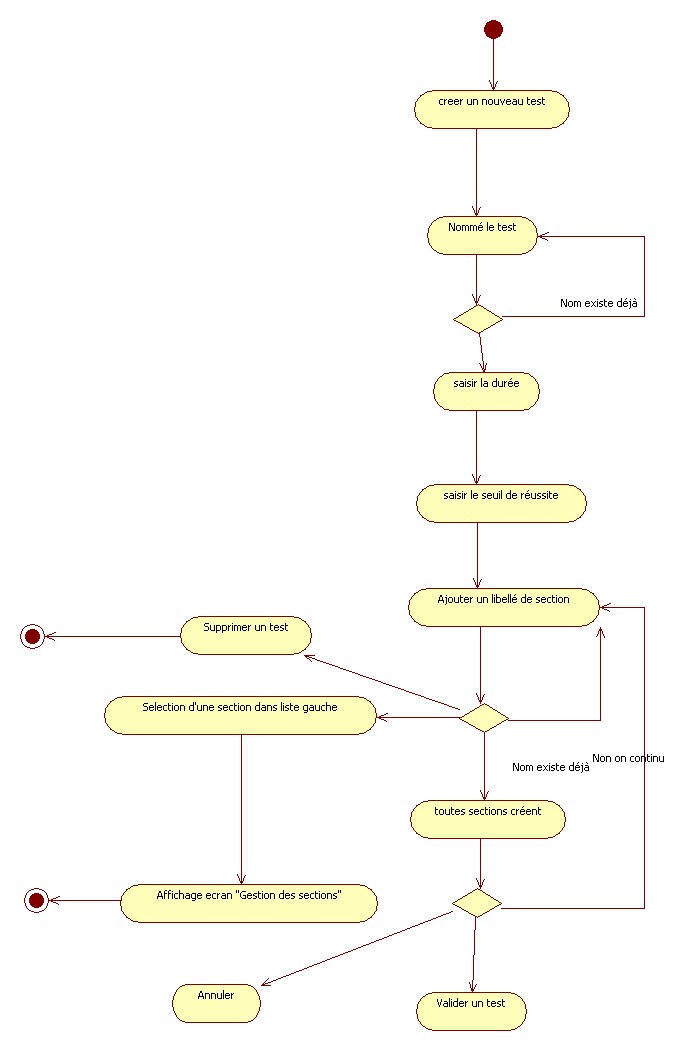 creer un nouveau test
Nommé le test
Nom existe déjà
saisir la durée
saisir le seuil de réussite
Ajouter un libellé de section
Supprimer un test
Selection d'une section dans liste gauche
Non on continu
Nom existe déjà
toutes sections créent
Affichage ecran "Gestion des sections"
Annuler
Valider un test